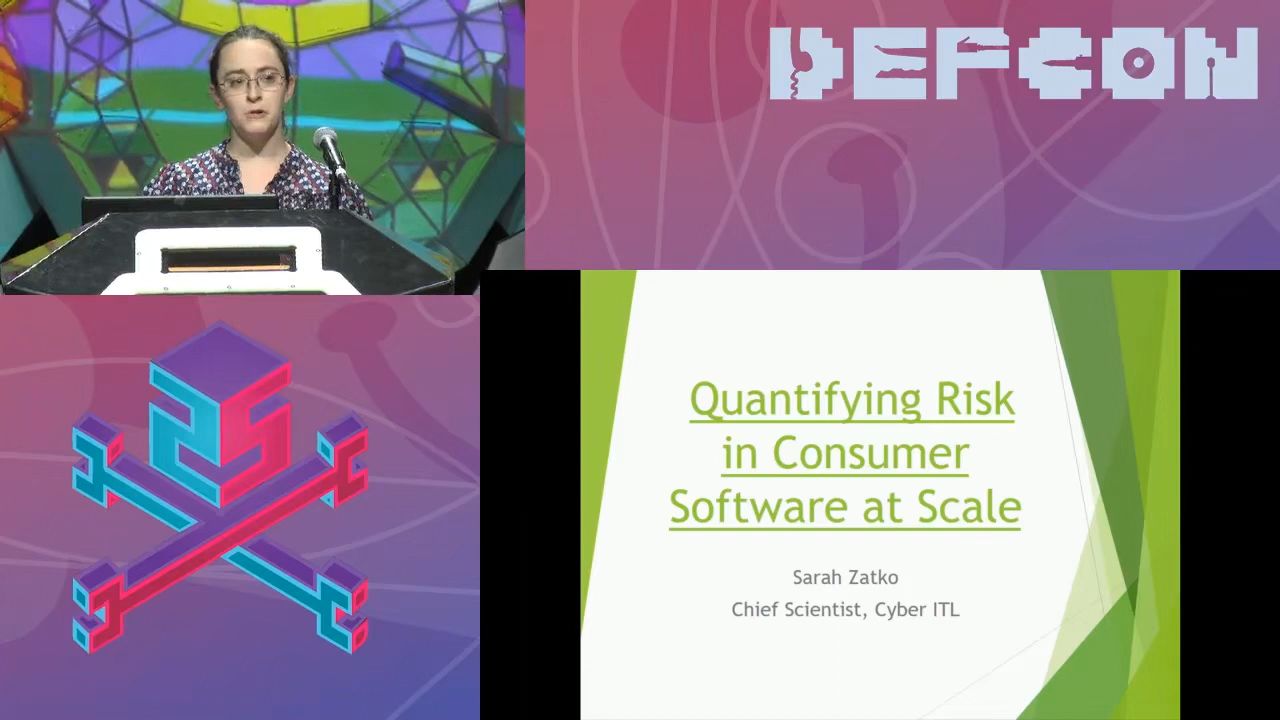 DEFCON
Quantifying Risk
in Consumer
Software at Scale
Sarah Zatko
Chief Scientist, Cyber ITL